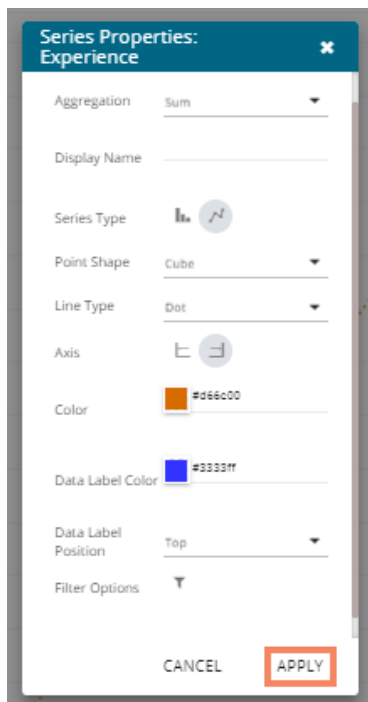 Series Properties:
Experience
Aggregation Sum
Display Name
Series Type
Point Shape Cube
Line Type Dot
Axis
Color #d66c00
Data Label Color #3333ff
Data Label
Position Top
Filter Options
CANCEL APPLY